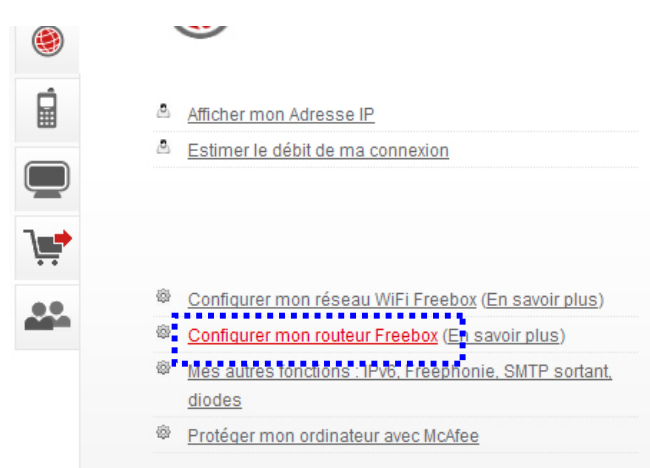 Afficher mon Adresse IP
Estimer le débit de ma connexion
Configurer mon réseau WiFi Freebox (En savoir plus)
Configurer mon routeur Freebox (En savoir plus)
Mes autres fonctions : IPv6, Freephonie, SMTP sortant,
diodes
Protéger mon ordinateur avec McAfee